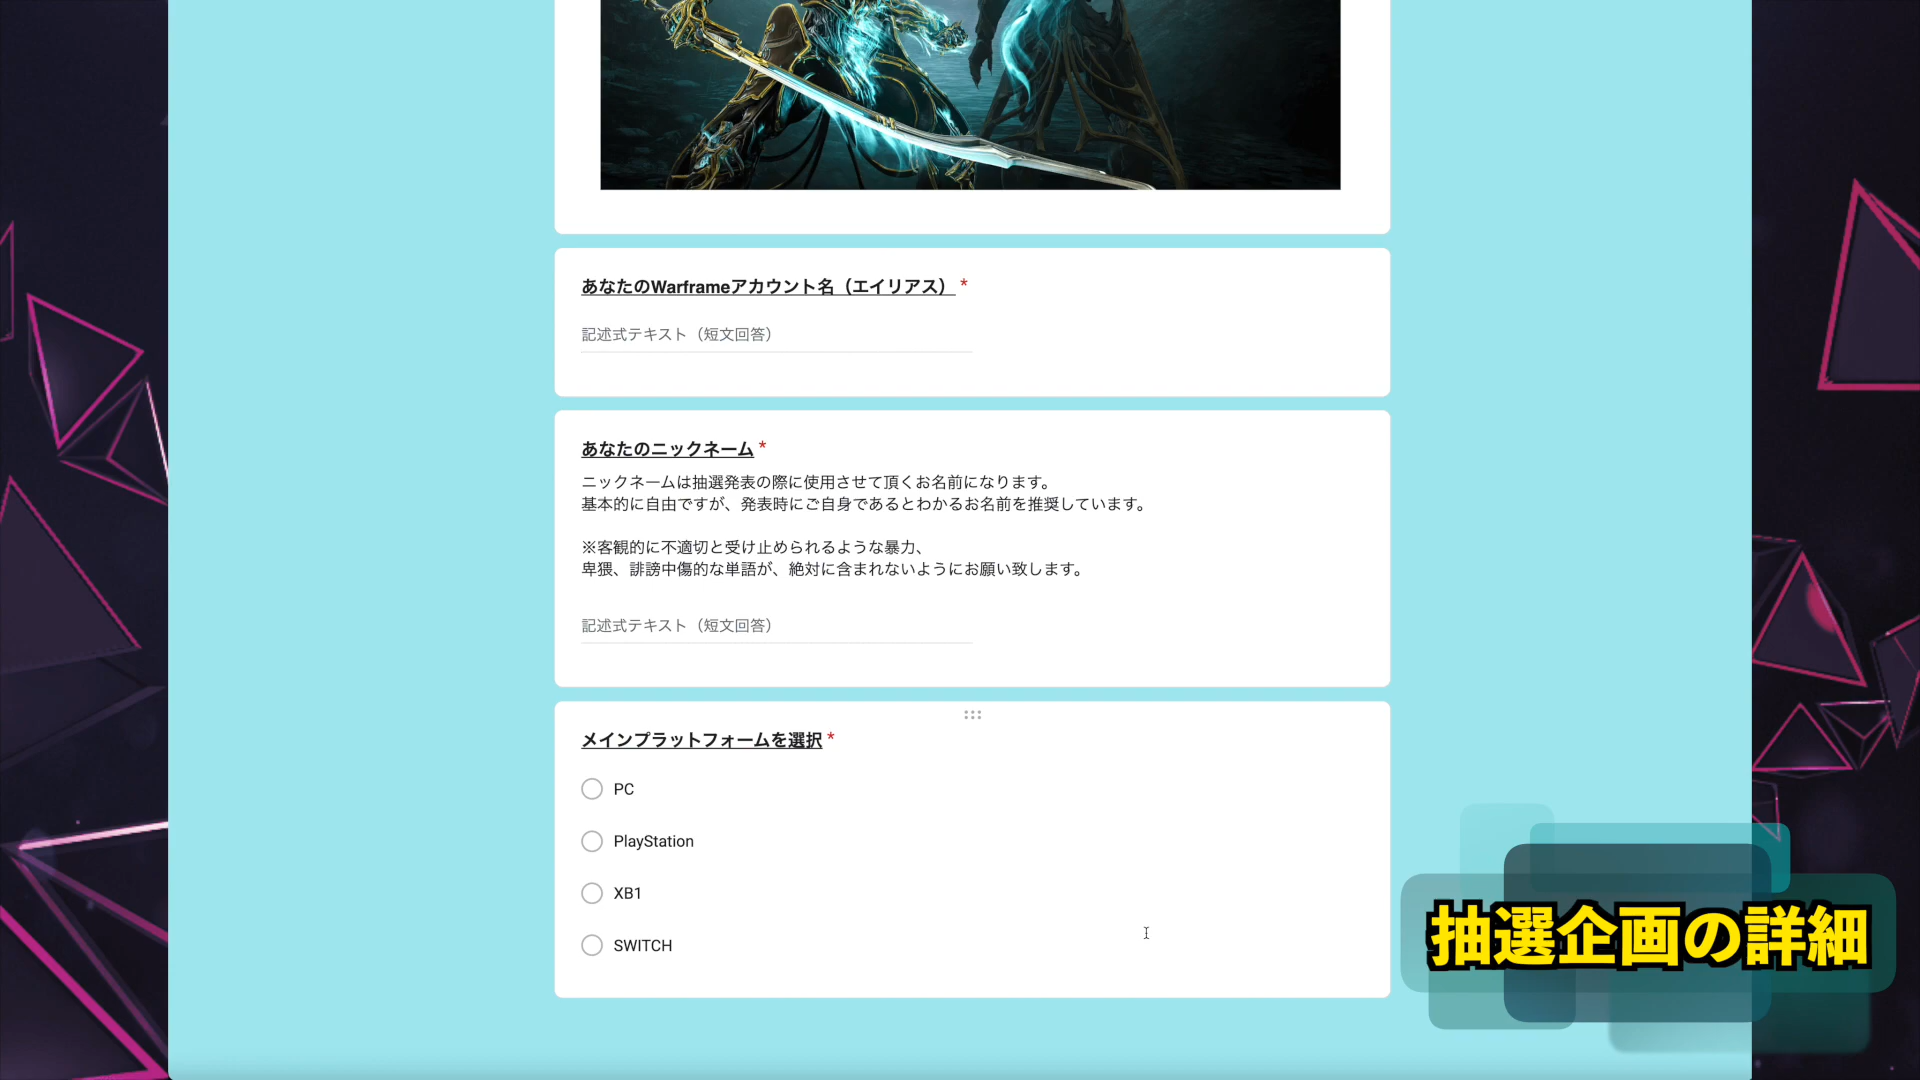 あなたのWarframeアカウント名（エイリアス） *
記述式テキスト（短文回答）
あなたのニックネーム *
ニックネームは抽選発表の際に使用させて頂くお名前になります。
基本的に自由ですが、発表時にご自身であるとわかるお名前を推奨しています。
※客観的に不適切と受け止められるような暴力、
卑猥、誹謗中傷的な単語が、絶対に含まれないようにお願い致します。
記述式テキスト（短文回答）
メインプラットフォームを選択 *
PC
PlayStation
XB1
SWITCH
抽選企画の詳細